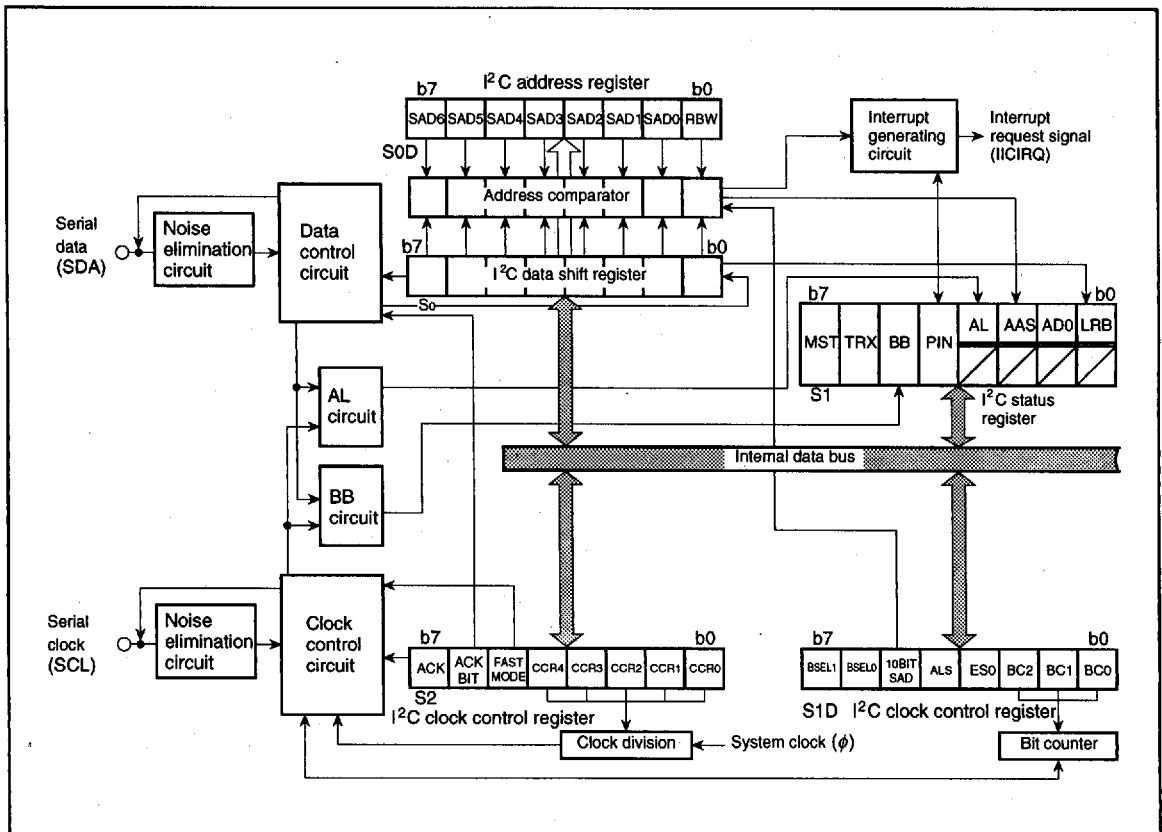 I²C address register
b7 b0
SAD6 SAD5 SAD4 SAD3 SAD2 SAD1 SAD0 RBW
S0D
Address comparator
b7 b0
I²C data shift register
S0
Interrupt
generating
circuit
Interrupt
request signal
(IICIRQ)
Serial
data
(SDA)
Noise
elimination
circuit
Data
control
circuit
b7 b0
MST TRX BB PIN AL AAS AD0 LRB
S1
I²C status
register
AL
circuit
Internal data bus
BB
circuit
Serial
clock
(SCL)
Noise
elimination
circuit
Clock
control
circuit
b7 b0
ACK ACK BIT FAST MODE CCR4 CCR3 CCR2 CCR1 CCR0
S2
I²C clock control register
Clock division
System clock (ϕ)
b7 b0
BSEL1 BSEL0 10BIT SAD ALS ES0 BC2 BC1 BC0
S1D I²C clock control register
Bit counter